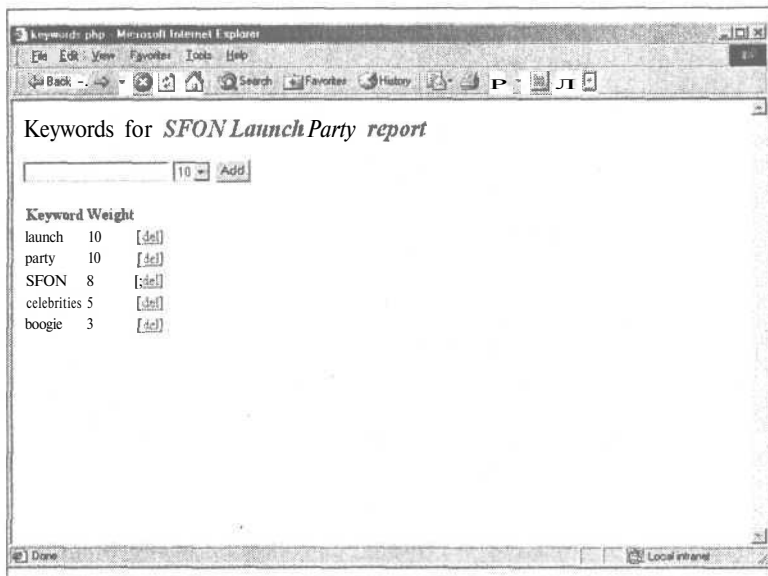 keywords php - Microsoft Internet Explorer
File Edit View Favorites Tools Help
Back Search Favorites History P Л
Keywords for SFON Launch Party report
10 Add
Keyword Weight
launch 10 [del]
party 10 [del]
SFON 8 [;del]
celebrities 5 [del]
boogie 3 [del]
Done Local intranet